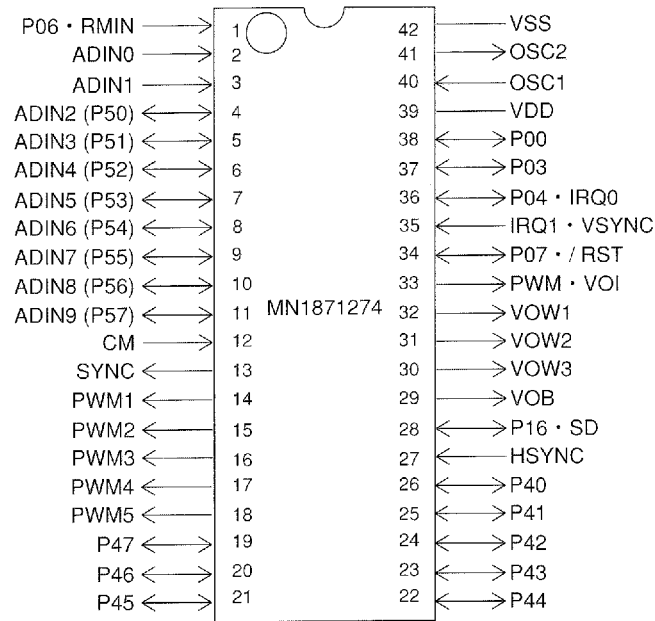 P06・RMIN 1 42 VSS
ADIN0 2 41 OSC2
ADIN1 3 40 OSC1
ADIN2 (P50) 4 39 VDD
ADIN3 (P51) 5 38 P00
ADIN4 (P52) 6 37 P03
ADIN5 (P53) 7 36 P04・IRQ0
ADIN6 (P54) 8 35 IRQ1・VSYNC
ADIN7 (P55) 9 34 P07・/ RST
ADIN8 (P56) 10 33 PWM・VOI
MN1871274
ADIN9 (P57) 11 32 VOW1
CM 12 31 VOW2
SYNC 13 30 VOW3
PWM1 14 29 VOB
PWM2 15 28 P16・SD
PWM3 16 27 HSYNC
PWM4 17 26 P40
PWM5 18 25 P41
P47 19 24 P42
P46 20 23 P43
P45 21 22 P44